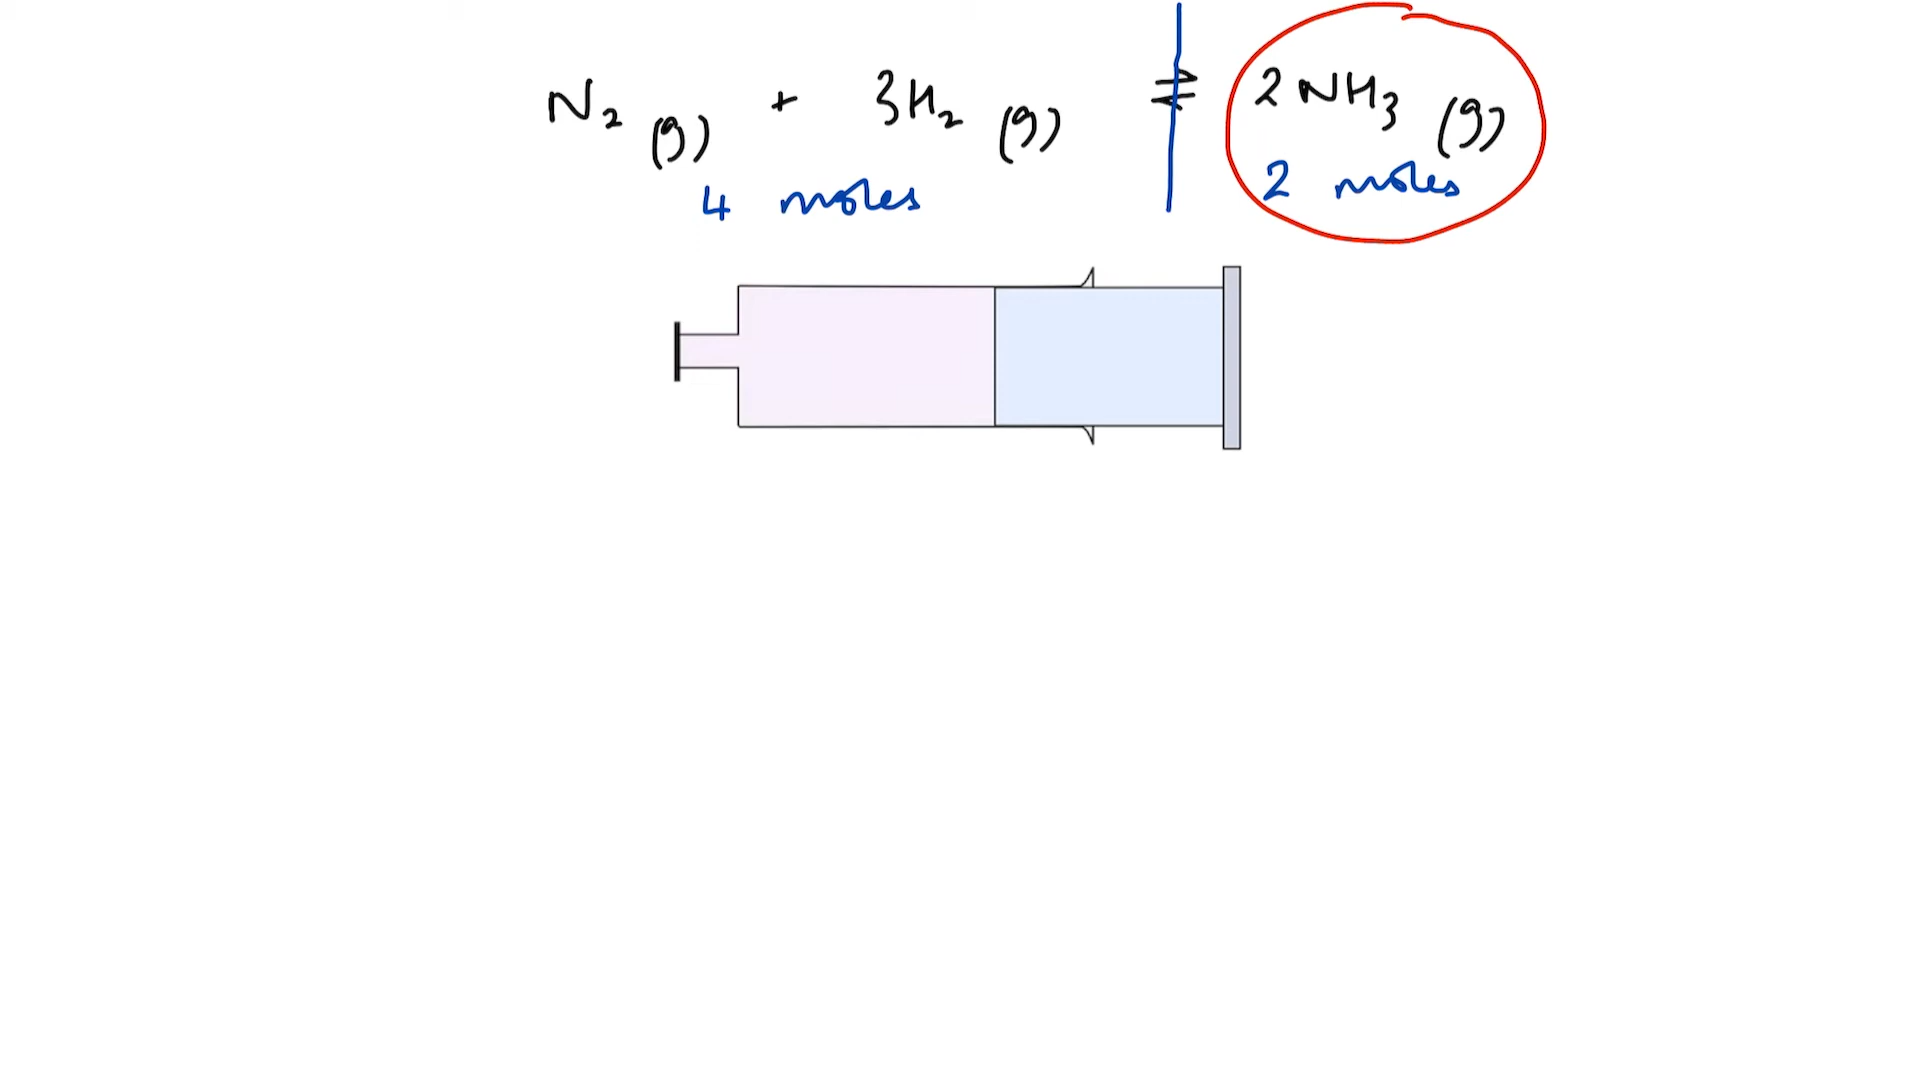 N₂ (g) + 3H₂ (g) ⇌ 2NH₃ (g)
4 moles 2 moles